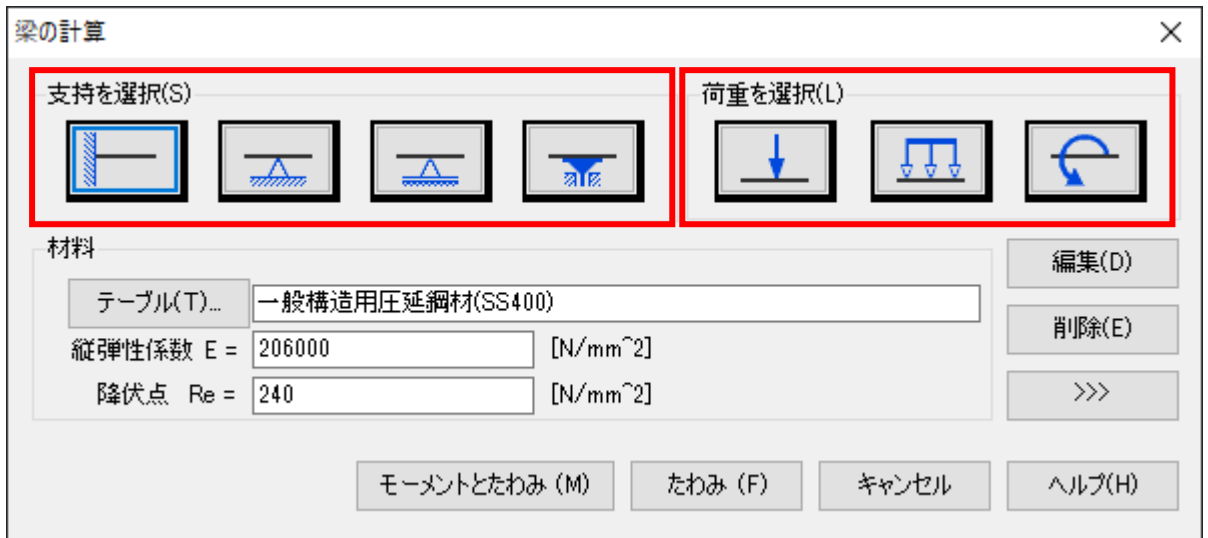 梁の計算
支持を選択(S)
荷重を選択(L)
材料
テーブル(T)...
一般構造用圧延鋼材(SS400)
縦弾性係数 E =
206000
[N/mm^2]
降伏点 Re =
240
[N/mm^2]
編集(D)
削除(E)
>>>
モーメントとたわみ (M)
たわみ (F)
キャンセル
ヘルプ(H)